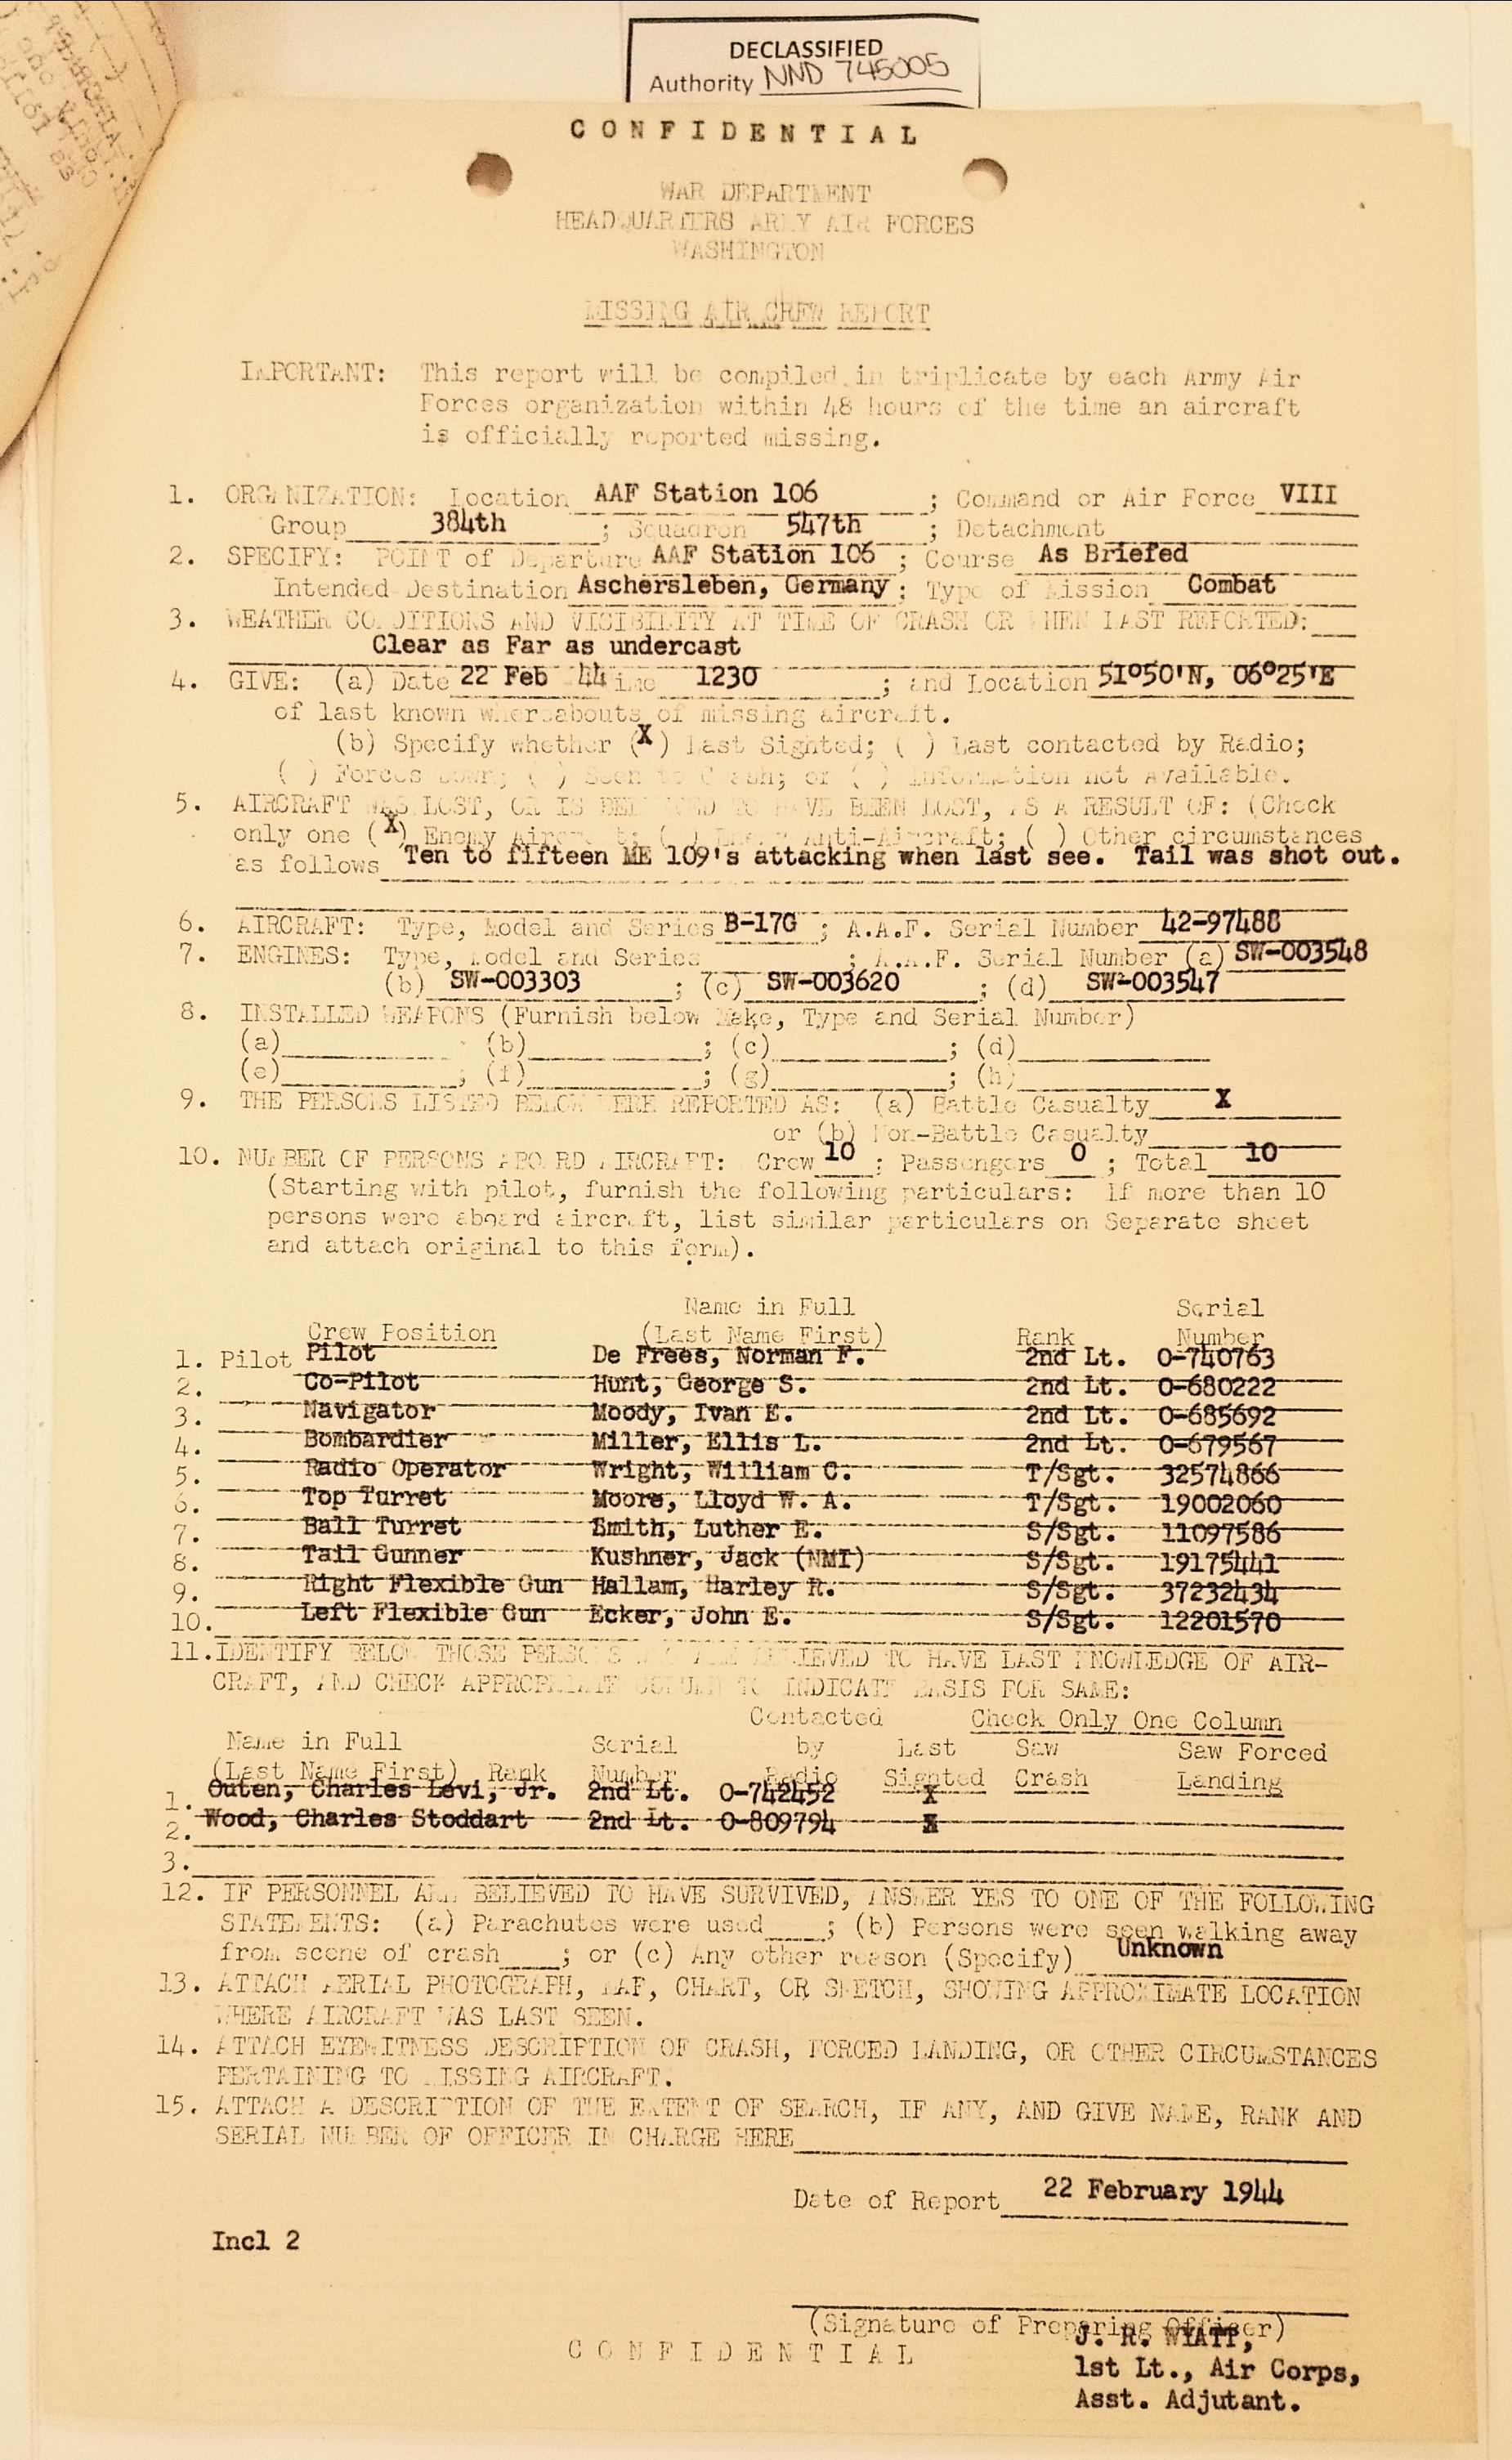 DECLASSIFIED
Authority NND 745005
CONFIDENTIAL
WAR DEPARTMENT
HEADQUARTERS ARMY AIR FORCES
WASHINGTON
MISSING AIR CREW REPORT
IMPORTANT: This report will be compiled in triplicate by each Army Air
Forces organization within 48 hours of the time an aircraft
is officially reported missing.
1. ORGANIZATION: Location AAF Station 106 ; Command or Air Force VIII
Group 384th ; Squadron 547th ; Detachment
2. SPECIFY: POINT of Departure AAF Station 106 ; Course As Briefed
Intended Destination Aschersleben, Germany ; Type of Mission Combat
3. WEATHER CONDITIONS AND VISIBILITY AT TIME OF CRASH OR WHEN LAST REPORTED:
Clear as Far as undercast
4. GIVE: (a) Date 22 Feb 44 Time 1230 ; and Location 51°50'N, 06°25'E
of last known whereabouts of missing aircraft.
(b) Specify whether (X) Last Sighted; ( ) Last contacted by Radio;
( ) Forces Down; ( ) Seen to Crash; or ( ) Information not Available.
5. AIRCRAFT WAS LOST, OR IS BELIEVED TO HAVE BEEN LOST, AS A RESULT OF: (Check
only one (X) Enemy Aircraft; ( ) Enemy Anti-Aircraft; ( ) Other circumstances
as follows Ten to fifteen ME 109's attacking when last see. Tail was shot out.
6. AIRCRAFT: Type, Model and Series B-17G ; A.A.F. Serial Number 42-97488
7. ENGINES: Type, Model and Series ; A.A.F. Serial Number (a) SW-003548
(b) SW-003303 ; (c) SW-003620 ; (d) SW-003547
8. INSTALLED WEAPONS (Furnish below Make, Type and Serial Number)
(a) ; (b) ; (c) ; (d)
(e) ; (f) ; (g) ; (h)
9. THE PERSONS LISTED BELOW WERE REPORTED AS: (a) Battle Casualty X
or (b) Non-Battle Casualty
10. NUMBER OF PERSONS ABOARD AIRCRAFT: Crew 10 ; Passengers 0 ; Total 10
(Starting with pilot, furnish the following particulars: If more than 10
persons were aboard aircraft, list similar particulars on Separate sheet
and attach original to this form).
Name in Full Serial
Crew Position (Last Name First) Rank Number
1. Pilot Pilot De Frees, Norman F. 2nd Lt. O-740763
2. Co-Pilot Hunt, George S. 2nd Lt. O-680222
3. Navigator Moody, Ivan E. 2nd Lt. O-685692
4. Bombardier Miller, Ellis L. 2nd Lt. O-679567
5. Radio Operator Wright, William C. T/Sgt. 32574866
6. Top Turret Moore, Lloyd W. A. T/Sgt. 19002060
7. Ball Turret Smith, Luther E. S/Sgt. 11097586
8. Tail Gunner Kushner, Jack (NMI) S/Sgt. 19175441
9. Right Flexible Gun Hallam, Harley R. S/Sgt. 37232434
10. Left Flexible Gun Ecker, John E. S/Sgt. 12201570
11. IDENTIFY BELOW THOSE PERSONS WHO ARE BELIEVED TO HAVE LAST KNOWLEDGE OF AIR-
CRAFT, AND CHECK APPROPRIATE COLUMN TO INDICATE BASIS FOR SAME:
Contacted Check Only One Column
Name in Full Serial by Last Saw Saw Forced
(Last Name First) Rank Number Radio Sighted Crash Landing
1. Outen, Charles Levi, Jr. 2nd Lt. O-742452 X
2. Wood, Charles Stoddart 2nd Lt. O-809794 X
3.
12. IF PERSONNEL ARE BELIEVED TO HAVE SURVIVED, ANSWER YES TO ONE OF THE FOLLOWING
STATEMENTS: (a) Parachutes were used ; (b) Persons were seen walking away
from scene of crash ; or (c) Any other reason (Specify) Unknown
13. ATTACH AERIAL PHOTOGRAPH, MAP, CHART, OR SKETCH, SHOWING APPROXIMATE LOCATION
WHERE AIRCRAFT WAS LAST SEEN.
14. ATTACH EYEWITNESS DESCRIPTION OF CRASH, FORCED LANDING, OR OTHER CIRCUMSTANCES
PERTAINING TO MISSING AIRCRAFT.
15. ATTACH A DESCRIPTION OF THE EXTENT OF SEARCH, IF ANY, AND GIVE NAME, RANK AND
SERIAL NUMBER OF OFFICER IN CHARGE HERE
Date of Report 22 February 1944
Incl 2
(Signature of Preparing Officer)
J. R. WYATT,
CONFIDENTIAL
1st Lt., Air Corps,
Asst. Adjutant.